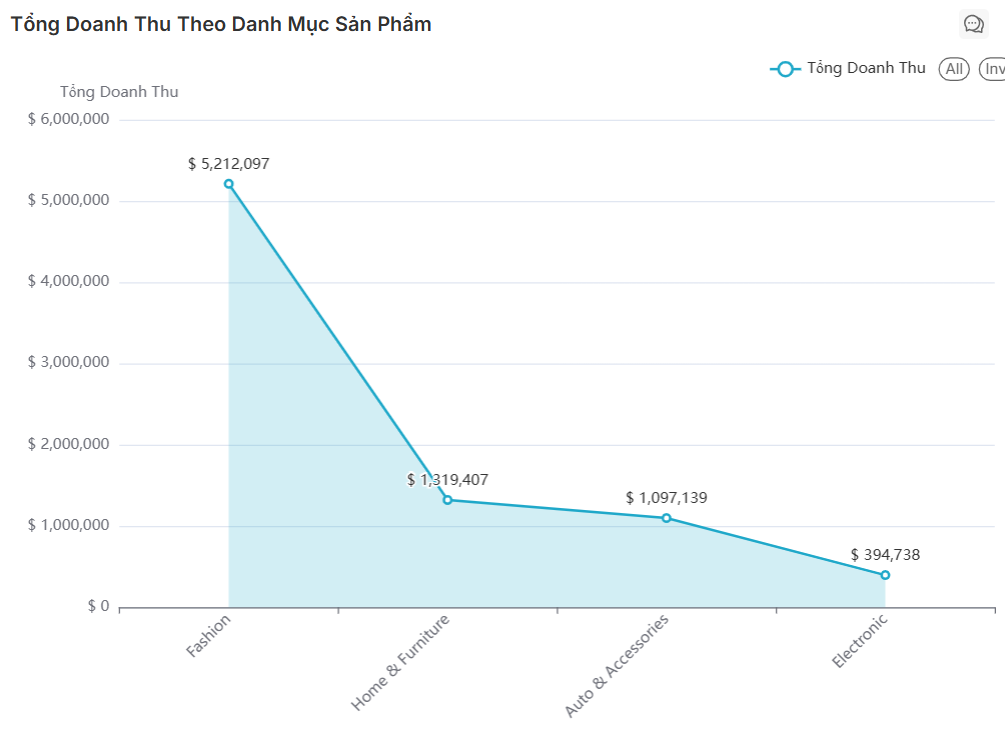 Tổng Doanh Thu Theo Danh Mục Sản Phẩm
Tổng Doanh Thu
All
Inv
Tổng Doanh Thu
$ 6,000,000
$ 5,212,097
$ 5,000,000
$ 4,000,000
$ 3,000,000
$ 2,000,000
$ 1,319,407
$ 1,097,139
$ 1,000,000
$ 394,738
$ 0
Fashion
Home & Furniture
Auto & Accessories
Electronic